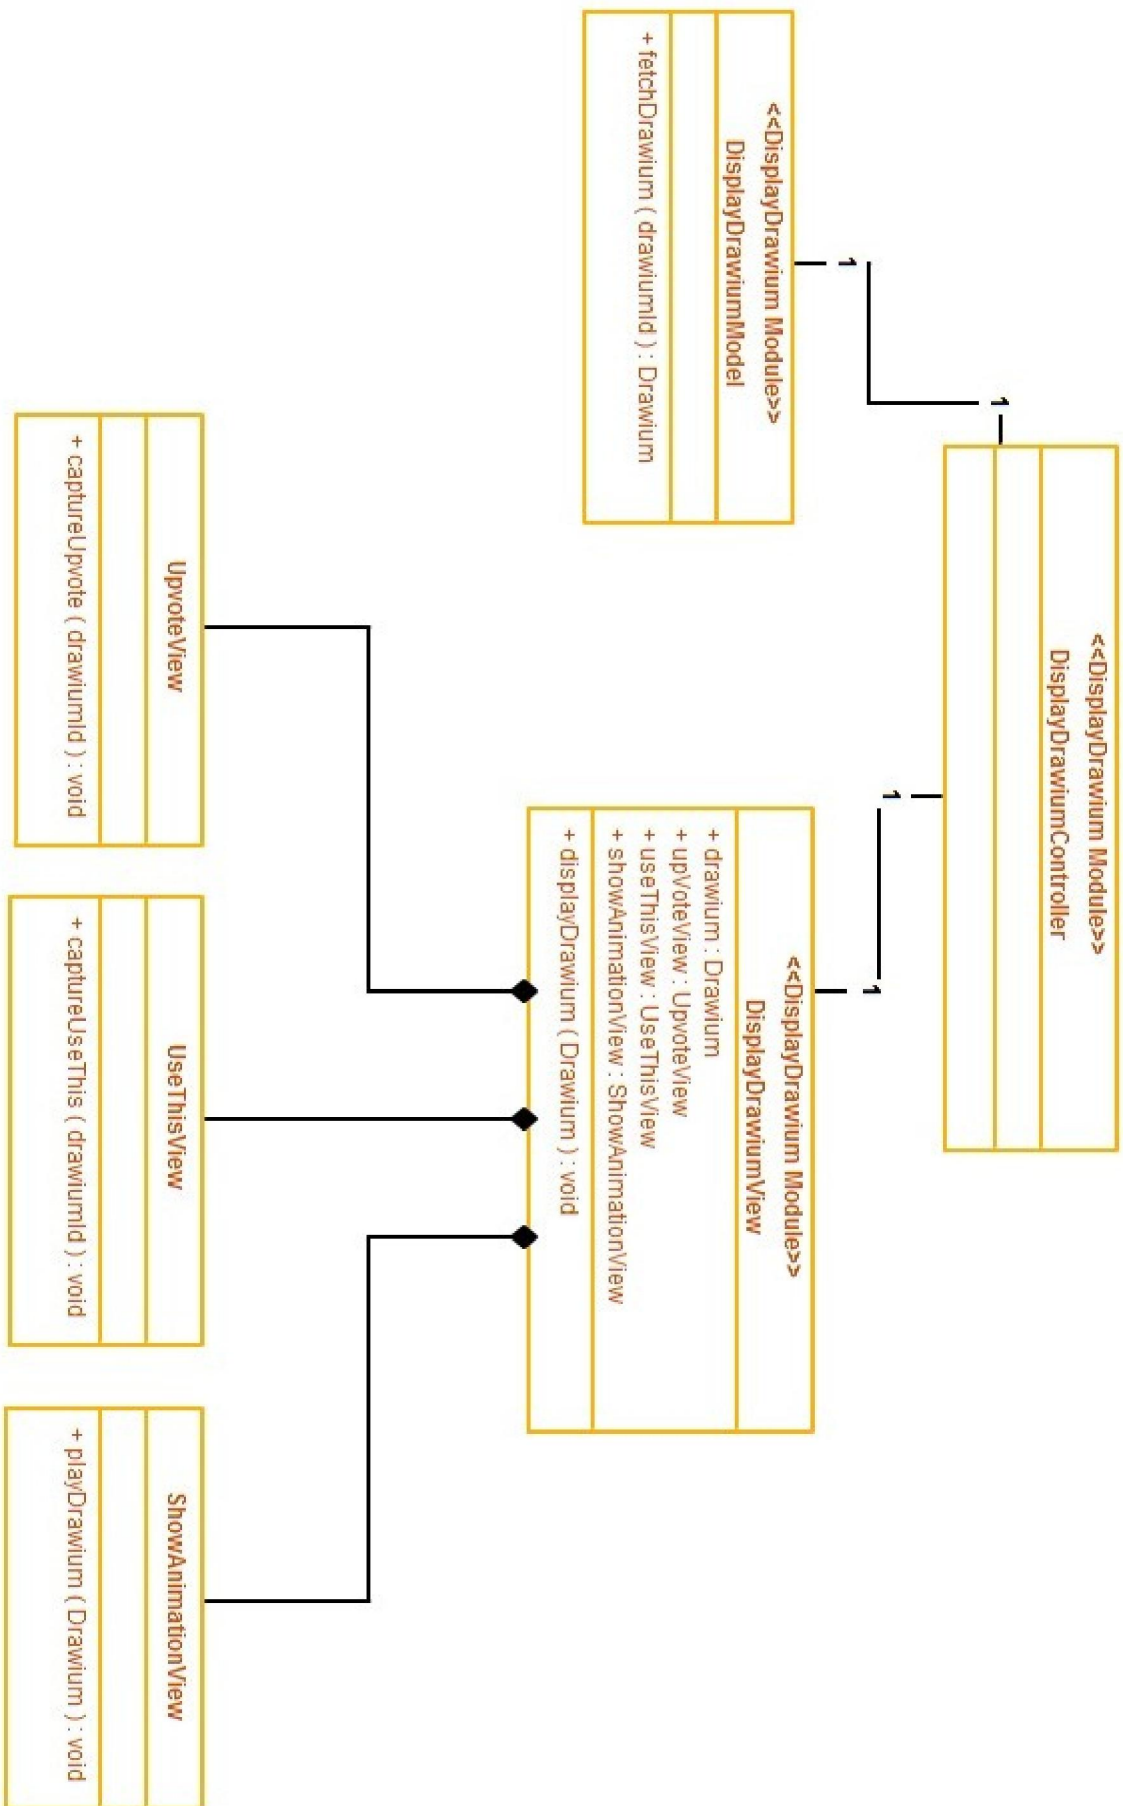 <<DisplayDrawium Module>>
DisplayDrawiumController
1
1
1
1
<<DisplayDrawium Module>>
DisplayDrawiumModel
+ fetchDrawium ( drawiumId ) : Drawium
<<DisplayDrawium Module>>
DisplayDrawiumView
+ drawium : Drawium
+ upVoteView : UpvoteView
+ useThisView : UseThisView
+ showAnimationView : ShowAnimationView
+ displayDrawium ( Drawium ) : void
UpvoteView
+ captureUpvote ( drawiumId ) : void
UseThisView
+ captureUseThis ( drawiumId ) : void
ShowAnimationView
+ playDrawium ( Drawium ) : void